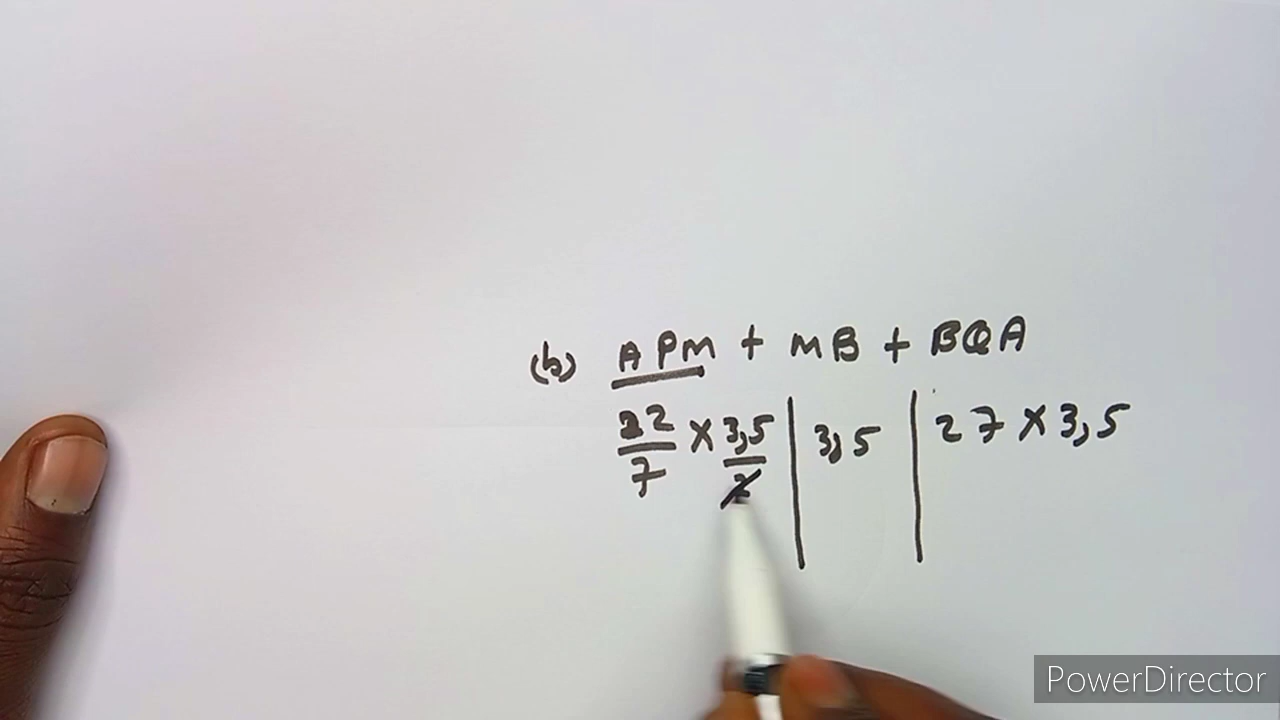 (b) APM + MB + BQA
22/7 × 3,5/2 | 3,5 | 27 × 3,5
PowerDirector